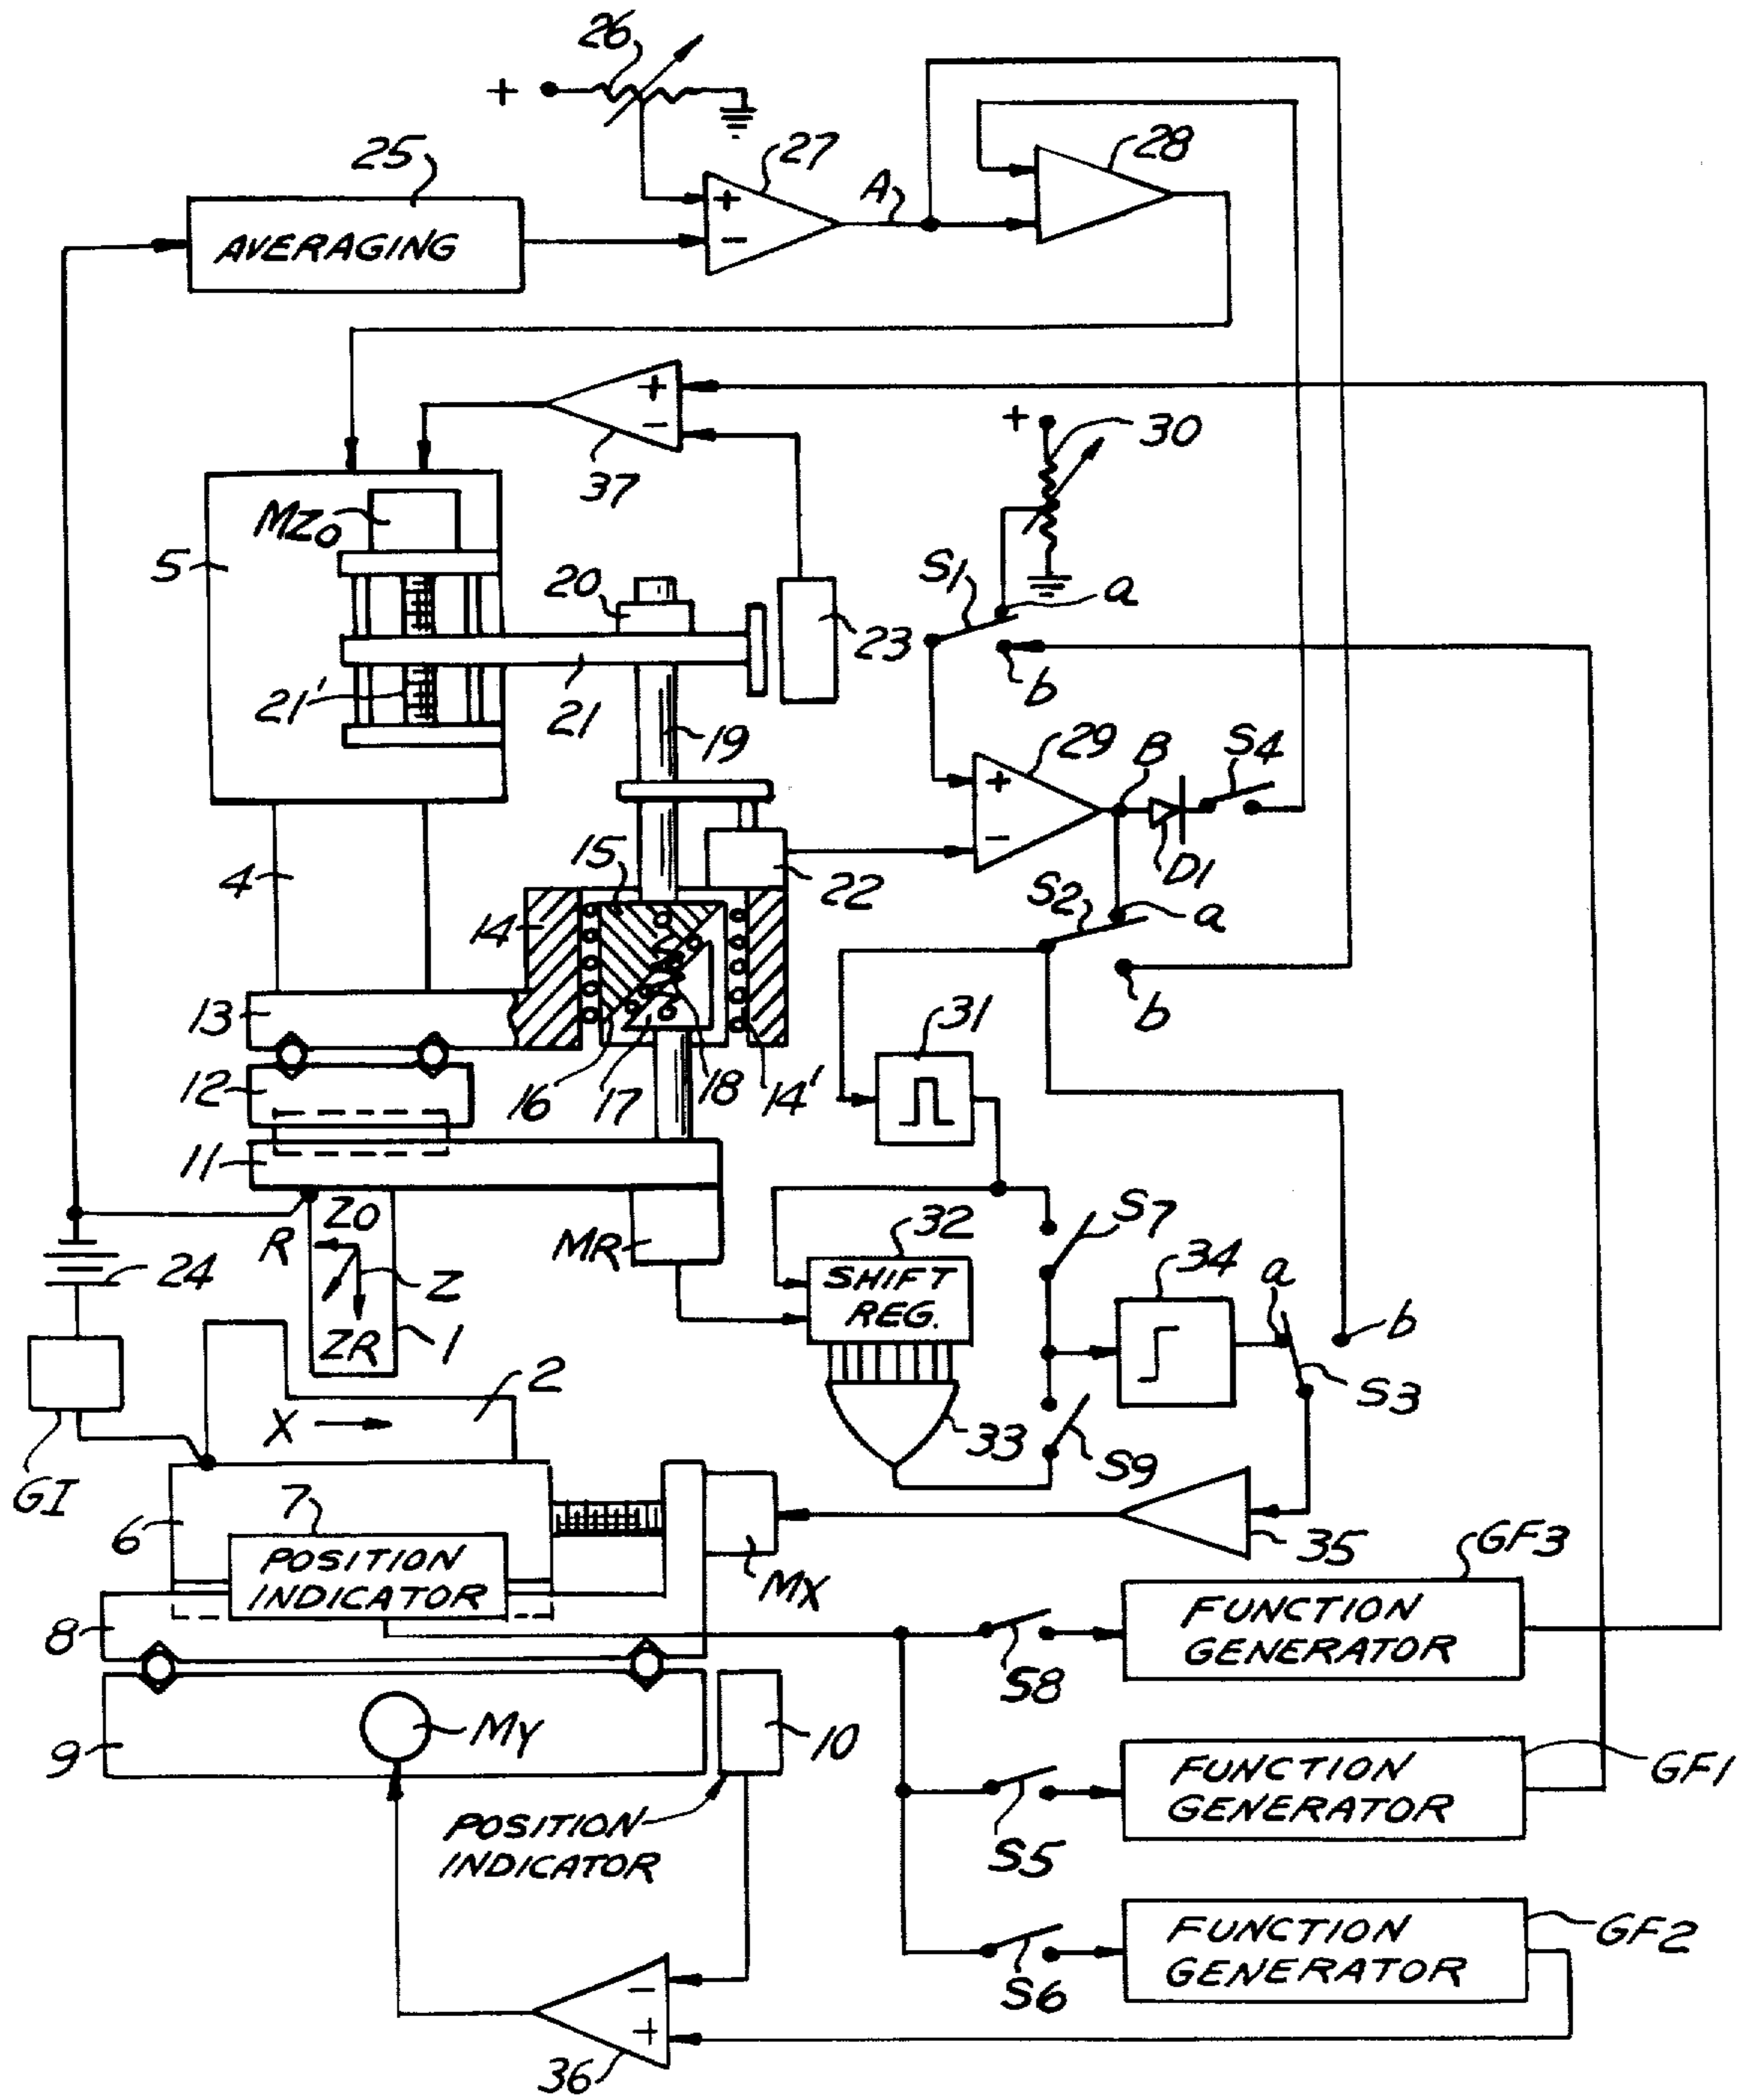 26
+
27
28
25
A
+
AVERAGING
−
+
+
30
−
37
MZ0
5
S1
a
20
23
b
21'
21
19
29
B
S4
+
15
−
D1
4
22
S2
a
14
13
31
b
12
16
17
18
14'
11
Z0
S7
R
MR
32
34
24
Z
SHIFT
REG.
a
b
ZR
1
2
S3
X
33
S9
GI
7
6
35
GF3
POSITION
INDICATOR
MX
FUNCTION
GENERATOR
8
S8
MY
10
9
FUNCTION
GENERATOR
GF1
POSITION
INDICATOR
S5
FUNCTION
GENERATOR
GF2
−
S6
+
36